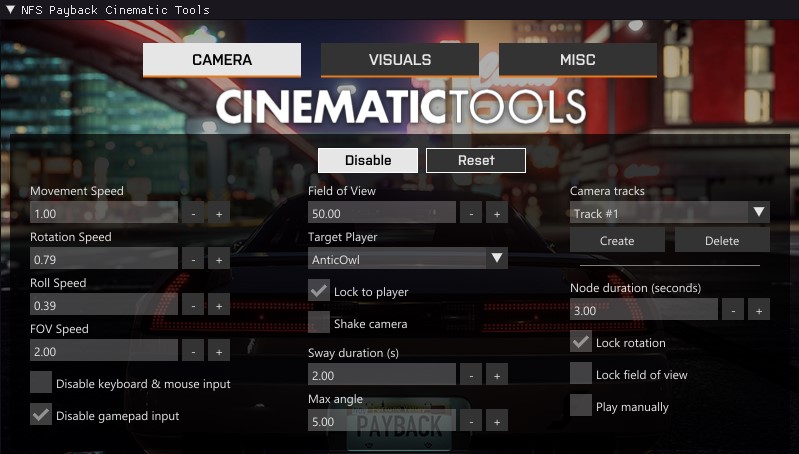 NFS Payback Cinematic Tools
CAMERA
VISUALS
MISC
CINEMATICTOOLS
Disable
Reset
Movement Speed
1.00
- +
Rotation Speed
0.79
- +
Roll Speed
0.39
- +
FOV Speed
2.00
- +
Disable keyboard & mouse input
Disable gamepad input
Field of View
50.00
- +
Target Player
AnticOwl
Lock to player
Shake camera
Sway duration (s)
2.00
- +
Max angle
5.00
- +
PAYBACK
Camera tracks
Track #1
Create
Delete
Node duration (seconds)
3.00
- +
Lock rotation
Lock field of view
Play manually